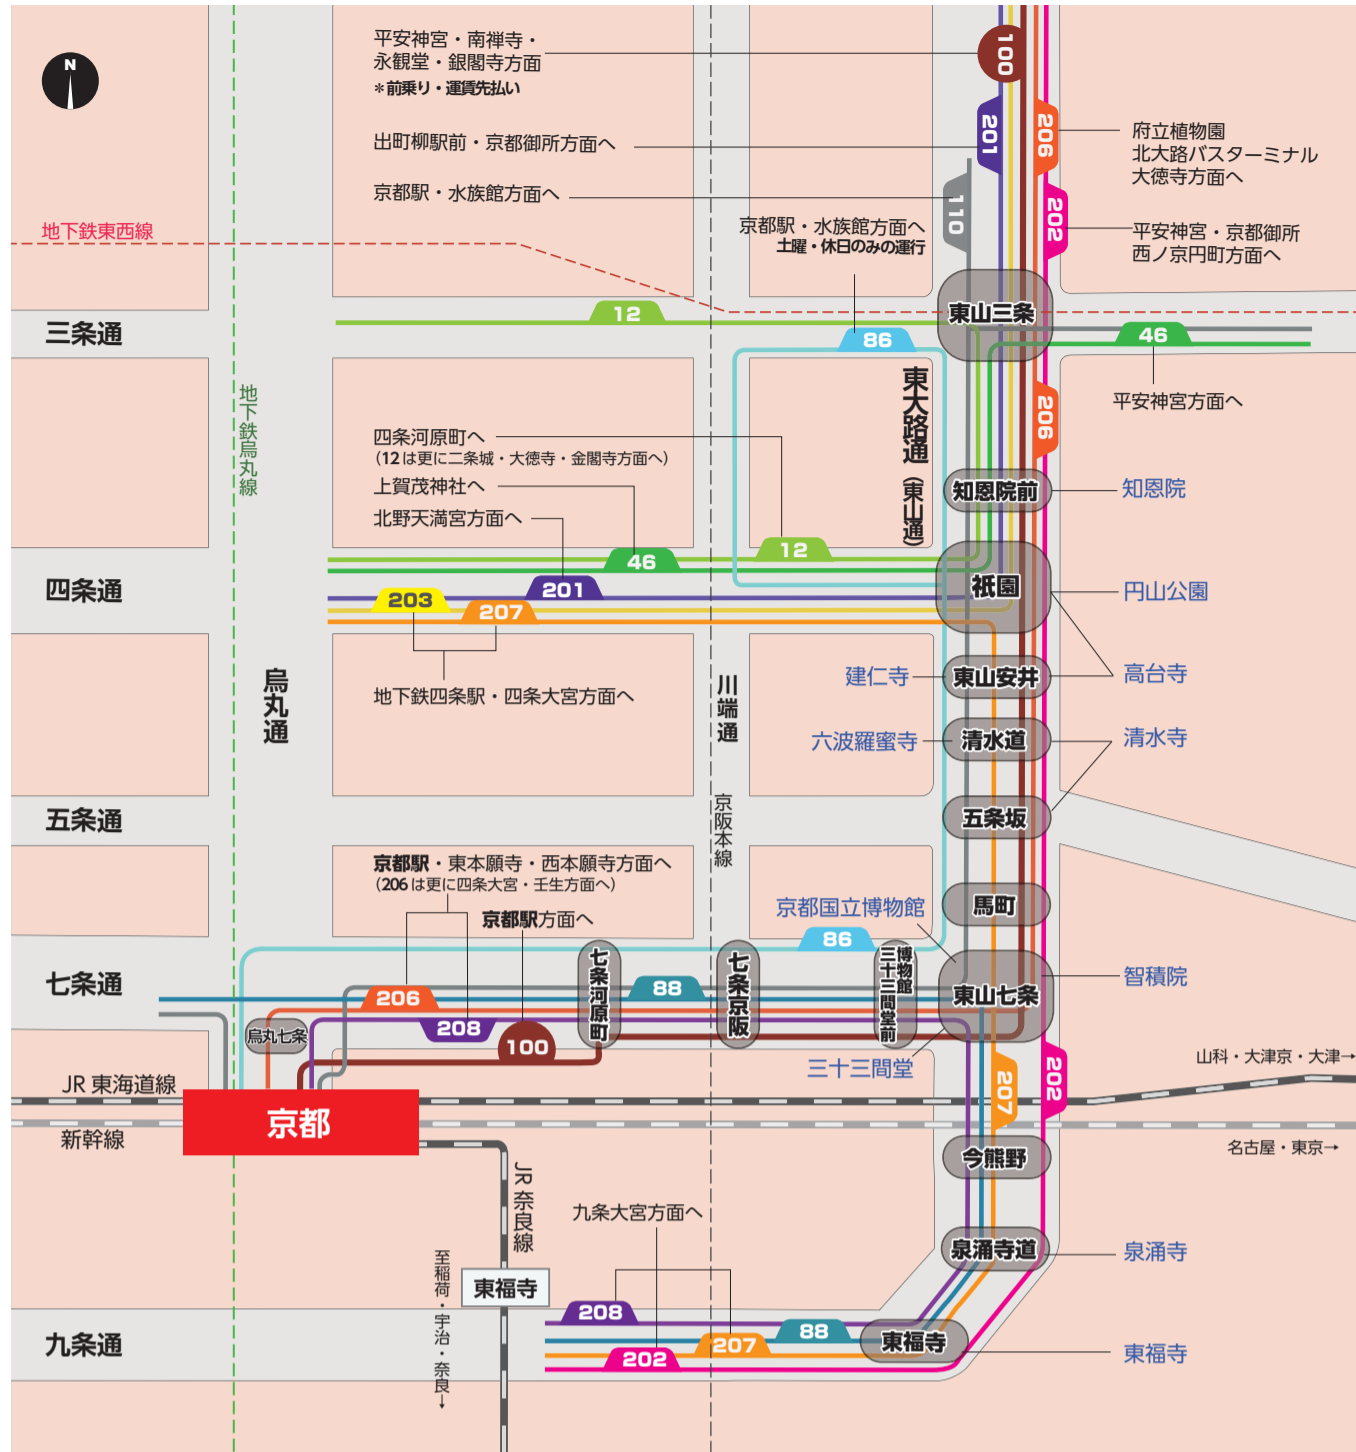 N
平安神宮・南禅寺・
永観堂・銀閣寺方面
＊前乗り・運賃先払い
100
出町柳駅前・京都御所方面へ
201
206
府立植物園
北大路バスターミナル
大徳寺方面へ
京都駅・水族館方面へ
110
202
平安神宮・京都御所
西ノ京円町方面へ
地下鉄東西線
京都駅・水族館方面へ
土曜・休日のみの運行
三条通
12
86
東山三条
46
平安神宮方面へ
地下鉄烏丸線
東大路通（東山通）
206
四条河原町へ
（12は更に二条城・大徳寺・金閣寺方面へ）
上賀茂神社へ
北野天満宮方面へ
知恩院前
知恩院
四条通
12
46
201
203
207
祇園
円山公園
地下鉄四条駅・四条大宮方面へ
烏丸通
川端通
建仁寺
東山安井
高台寺
六波羅蜜寺
清水道
清水寺
五条通
京阪本線
五条坂
京都駅・東本願寺・西本願寺方面へ
（206は更に四条大宮・壬生方面へ）
京都駅方面へ
京都国立博物館
馬町
86
七条通
206
208
100
88
七条河原町
七条京阪
博物館
三十三間堂前
東山七条
智積院
烏丸七条
三十三間堂
207
202
JR東海道線
山科・大津京・大津→
京都
新幹線
名古屋・東京→
今熊野
JR奈良線
九条大宮方面へ
泉涌寺道
泉涌寺
至稲荷・宇治・奈良→
東福寺
九条通
208
88
207
202
東福寺
東福寺